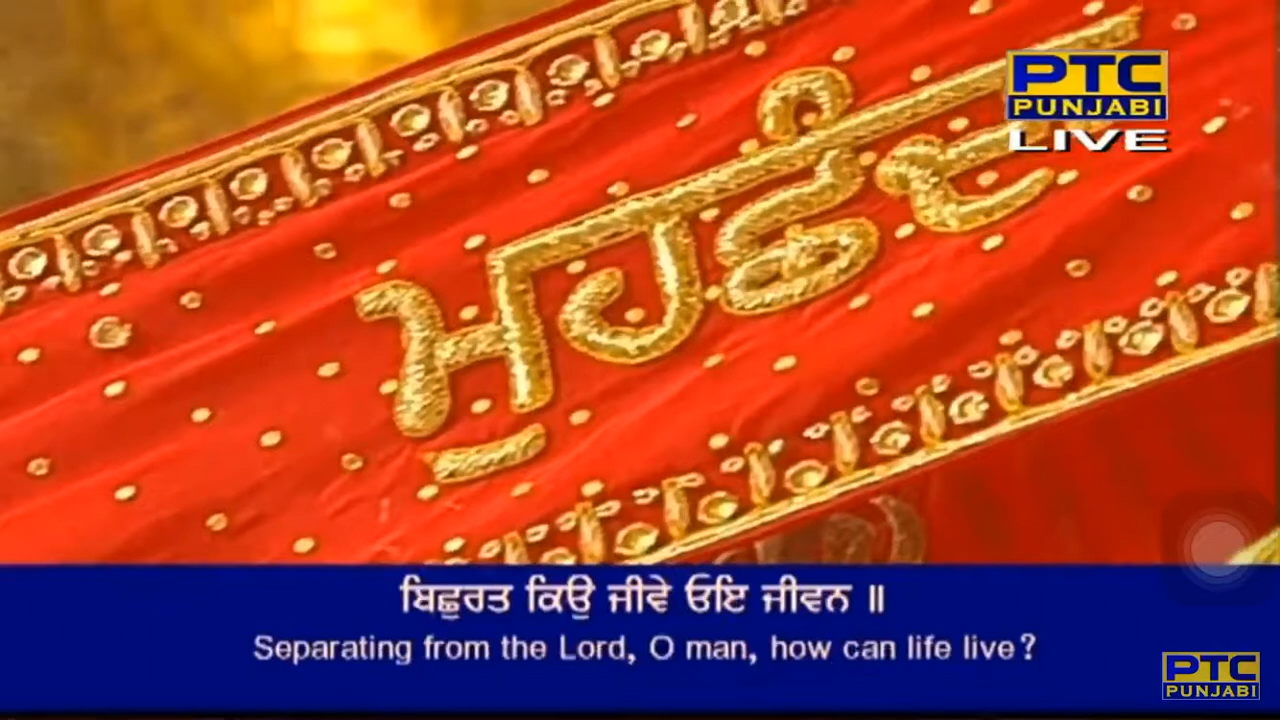 PTC
PUNJABI
LIVE
ਬਿਛੁਰਤ ਕਿਉ ਜੀਵੇ ਓਇ ਜੀਵਨ ॥
Separating from the Lord, O man, how can life live?
PTC
PUNJABI